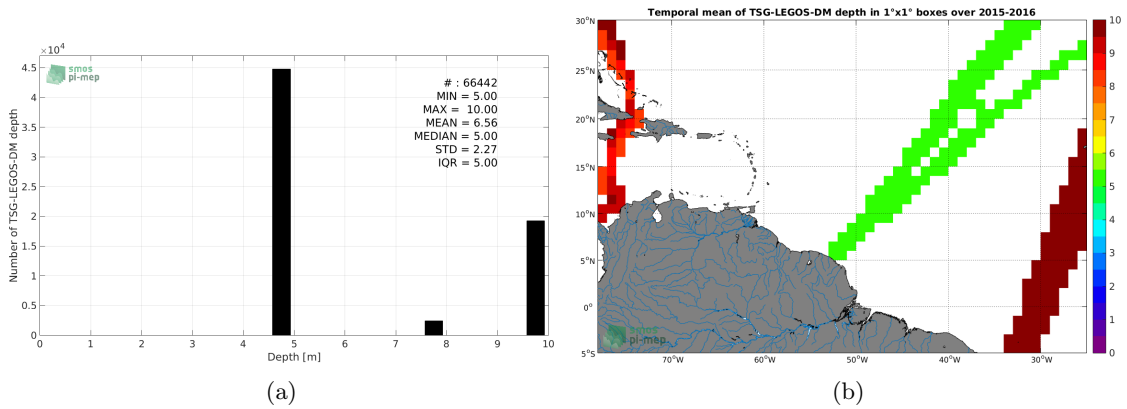 ×10⁴
smos
pi-mep
# : 66442
MIN = 5.00
MAX = 10.00
MEAN = 6.56
MEDIAN = 5.00
STD = 2.27
IQR = 5.00
Number of TSG-LEGOS-DM depth
4.5
4
3.5
3
2.5
2
1.5
1
0.5
0
0 1 2 3 4 5 6 7 8 9 10
Depth [m]
(a)
Temporal mean of TSG-LEGOS-DM depth in 1°x1° boxes over 2015-2016
30°N
25°N
20°N
15°N
10°N
5°N
0°
5°S
70°W 60°W 50°W 40°W 30°W
smos
pi-mep
10
9
8
7
6
5
4
3
2
1
0
(b)